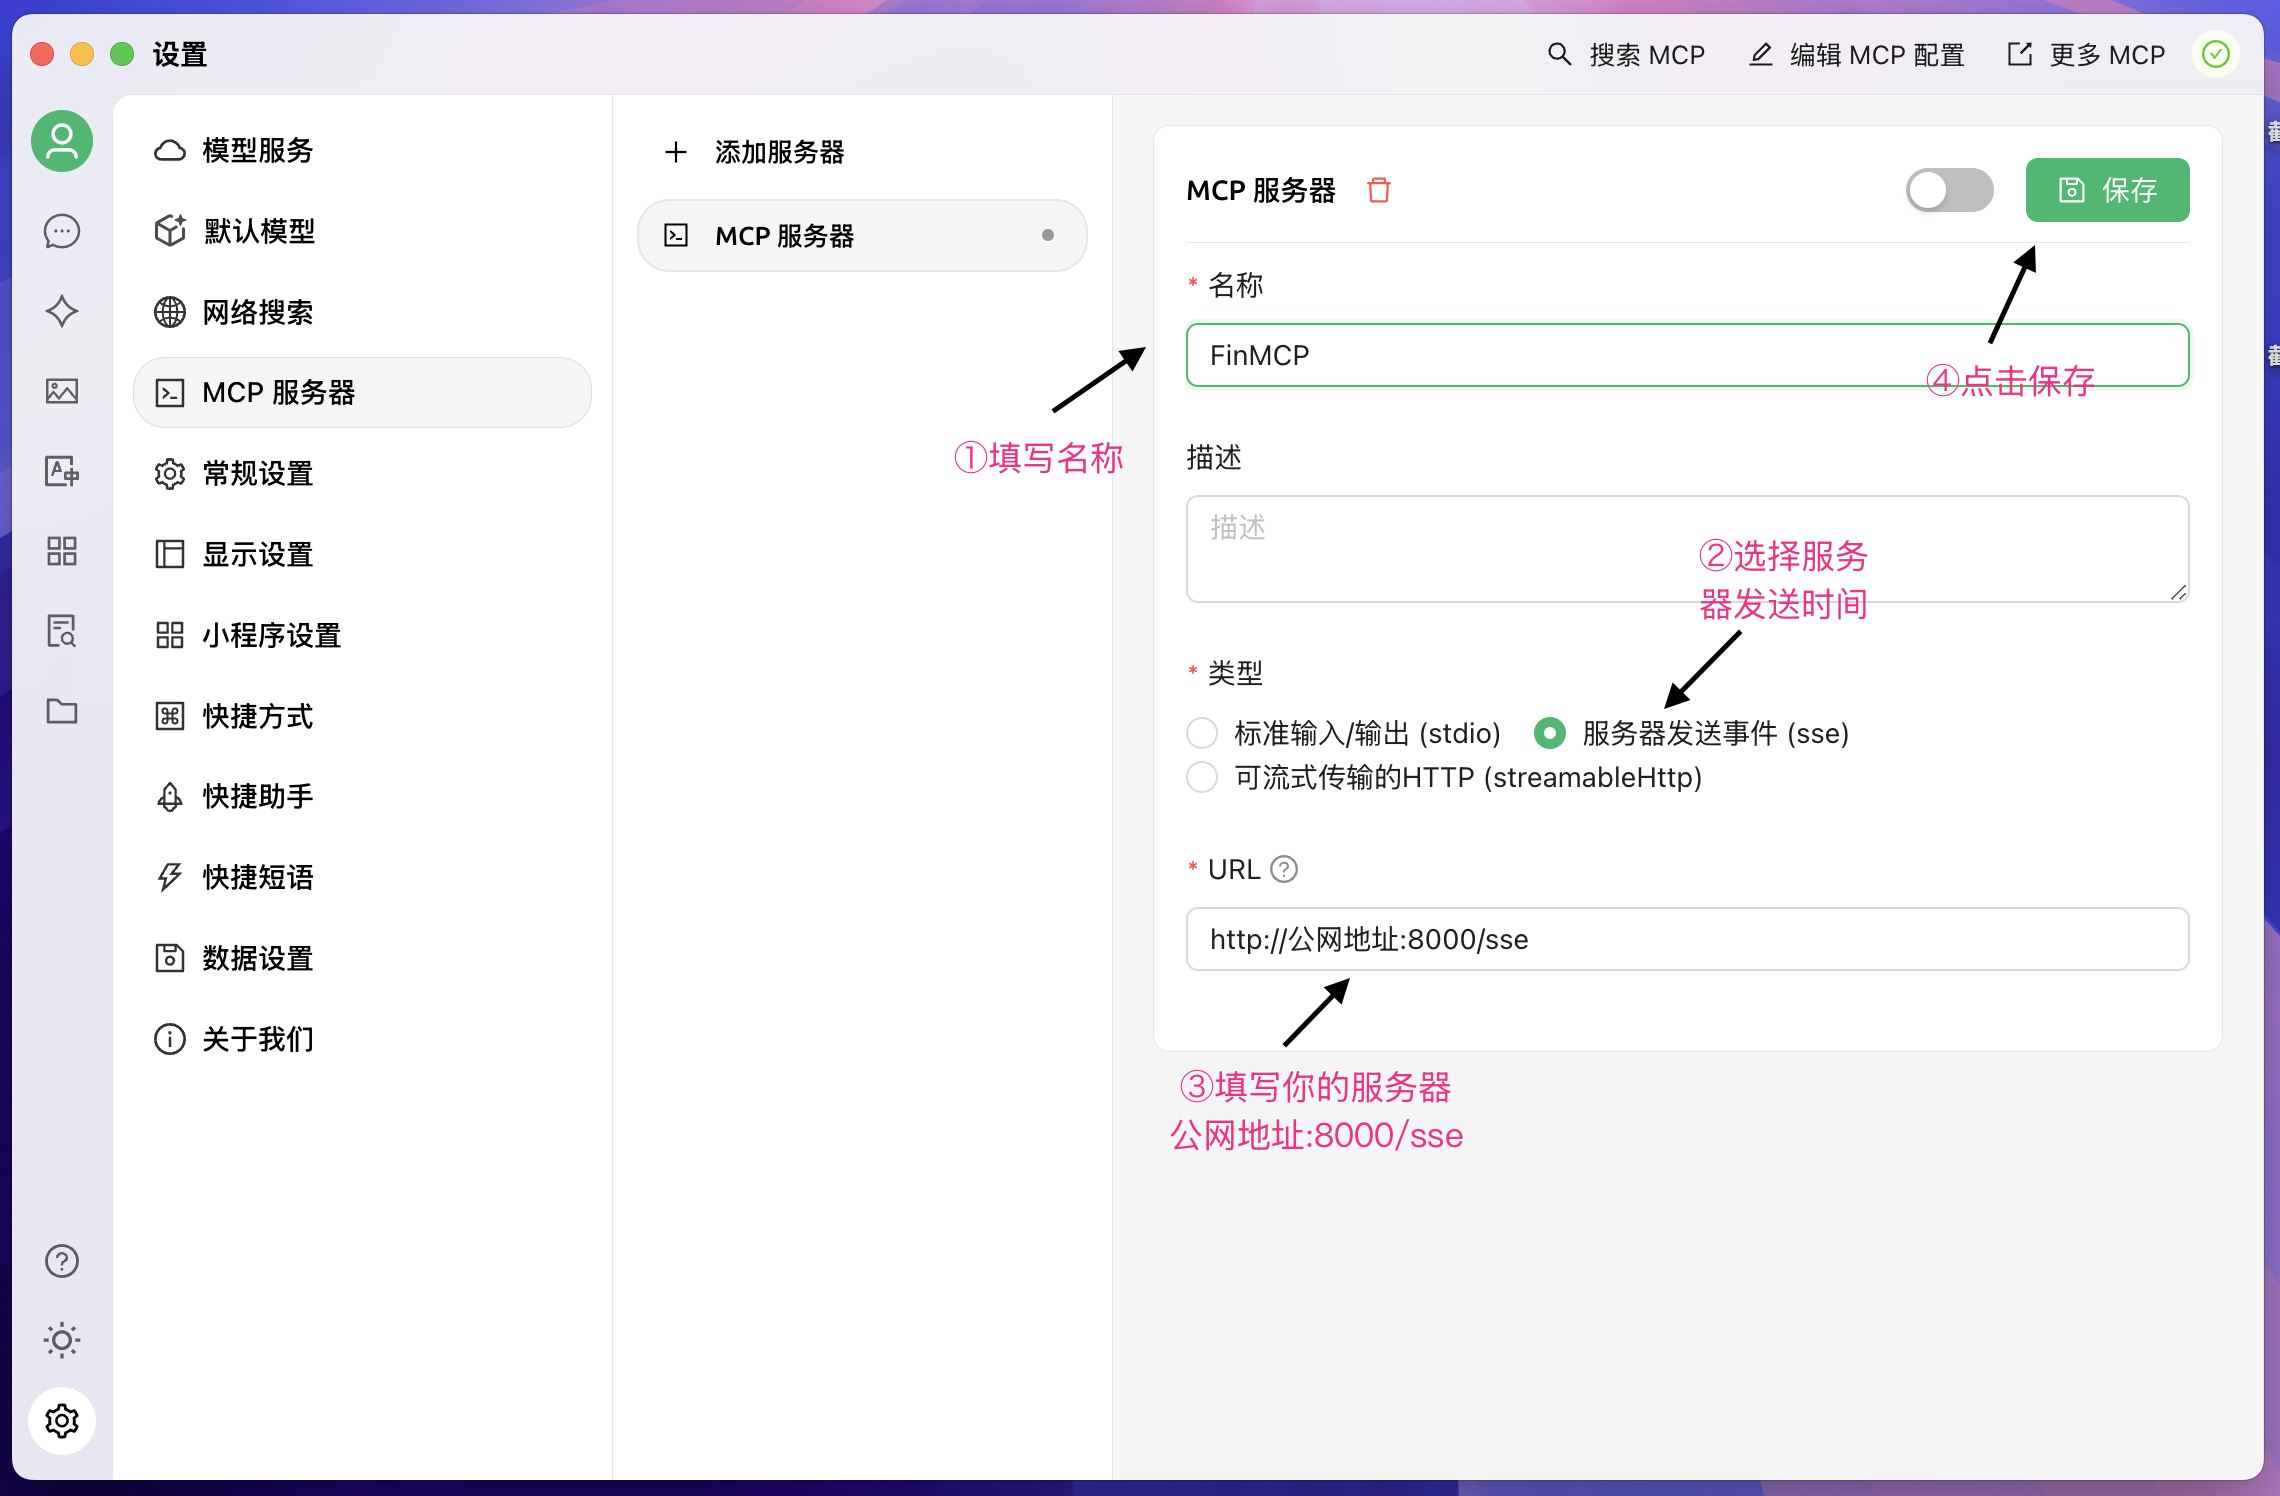 设置
搜索 MCP
编辑 MCP 配置
更多 MCP
模型服务
默认模型
网络搜索
MCP 服务器
常规设置
显示设置
小程序设置
快捷方式
快捷助手
快捷短语
数据设置
关于我们
添加服务器
MCP 服务器
MCP 服务器
保存
* 名称
FinMCP
④点击保存
①填写名称
描述
描述
②选择服务
器发送时间
* 类型
标准输入/输出 (stdio)
服务器发送事件 (sse)
可流式传输的HTTP (streamableHttp)
* URL
http://公网地址:8000/sse
③填写你的服务器
公网地址:8000/sse